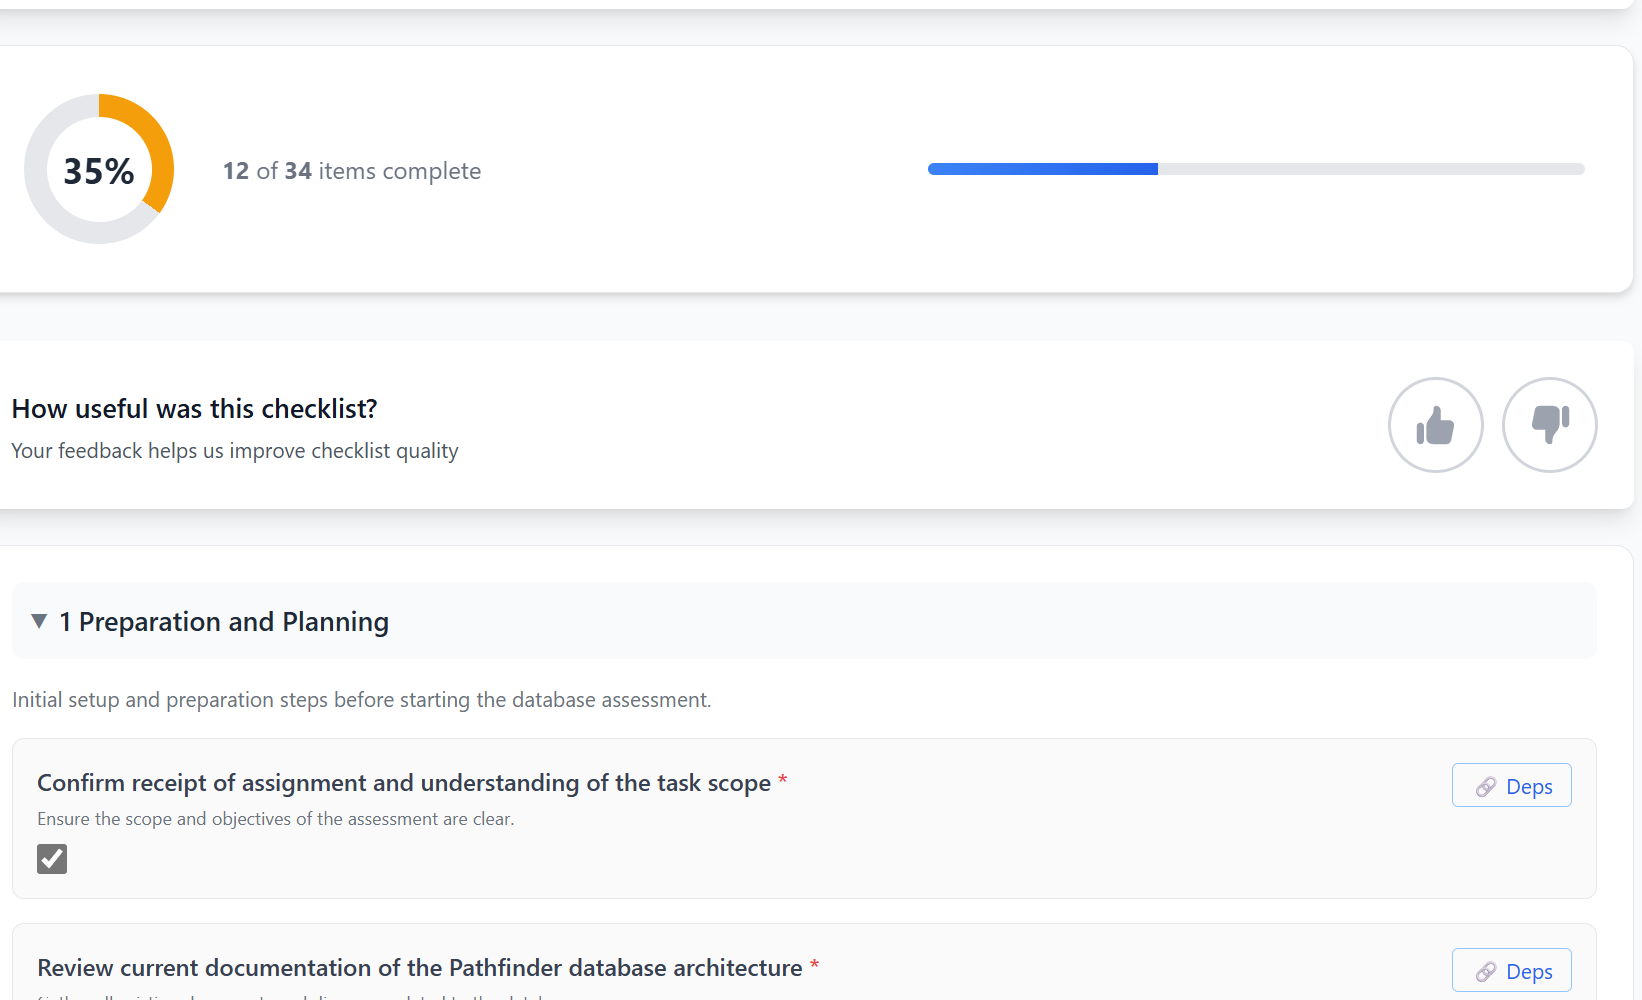 35%
12 of 34 items complete
How useful was this checklist?
Your feedback helps us improve checklist quality
▼ 1 Preparation and Planning
Initial setup and preparation steps before starting the database assessment.
Confirm receipt of assignment and understanding of the task scope *
Deps
Ensure the scope and objectives of the assessment are clear.
Review current documentation of the Pathfinder database architecture *
Deps